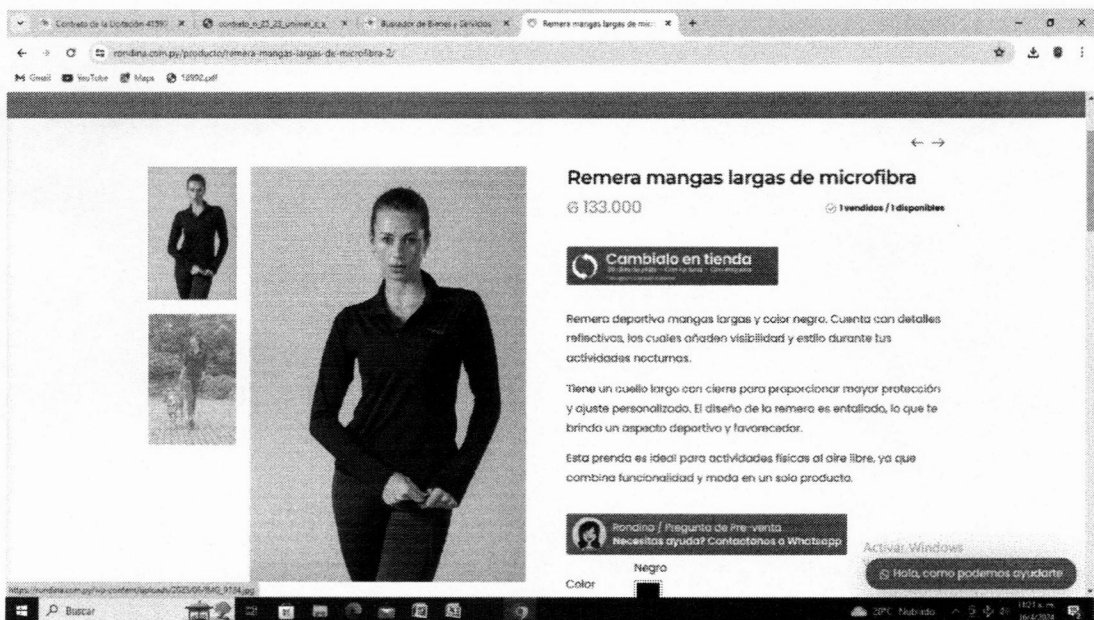 Contrato de la Licitación 41390
contrato_n_25_23_univer_s_a_
Buscador de Bienes y Servicios
Remera mangas largas de micr
rondina.com.py/producto/remera-mangas-largas-de-microfibra-2/
Gmail YouTube Maps 18992.pdf
Remera mangas largas de microfibra
₲ 133.000
1 vendidos / 1 disponibles
Cambialo en tienda
Remera deportiva mangas largas y color negro. Cuenta con detalles
reflectivos, los cuales añaden visibilidad y estilo durante tus
actividades nocturnas.
Tiene un cuello largo con cierre para proporcionar mayor protección
y ajuste personalizado. El diseño de la remera es entallado, lo que te
brinda un aspecto deportivo y favorecedor.
Esta prenda es ideal para actividades físicas al aire libre, ya que
combina funcionalidad y moda en un solo producto.
Rondina / Pregunta de Pre-venta
Necesitas ayuda? Contactanos a Whatsapp
Activar Windows
Hola, como podemos ayudarte
Negro
Color
Buscar
20°C Nublado
16/4/2024